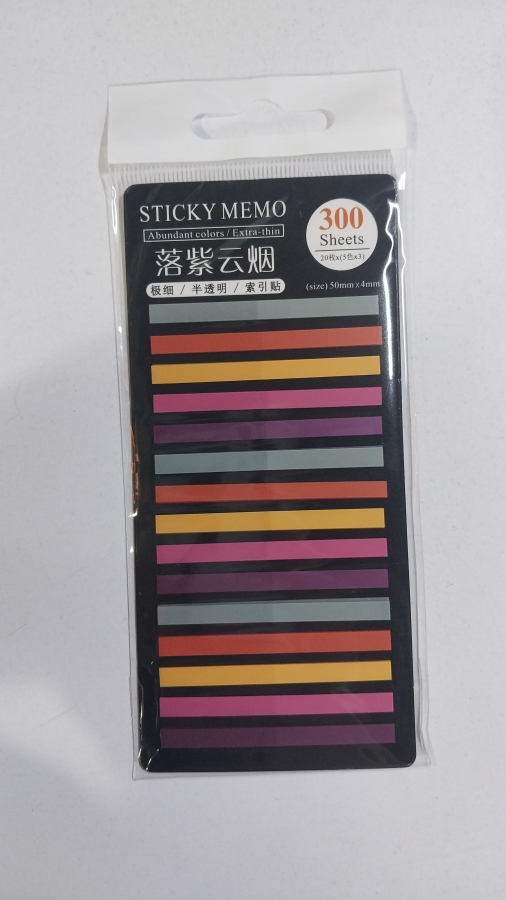 STICKY MEMO
Abundant colors / Extra-thin
落紫云烟
极细 / 半透明 / 索引贴
300
Sheets
20枚x(5色x3)
(size) 50mm x 4mm